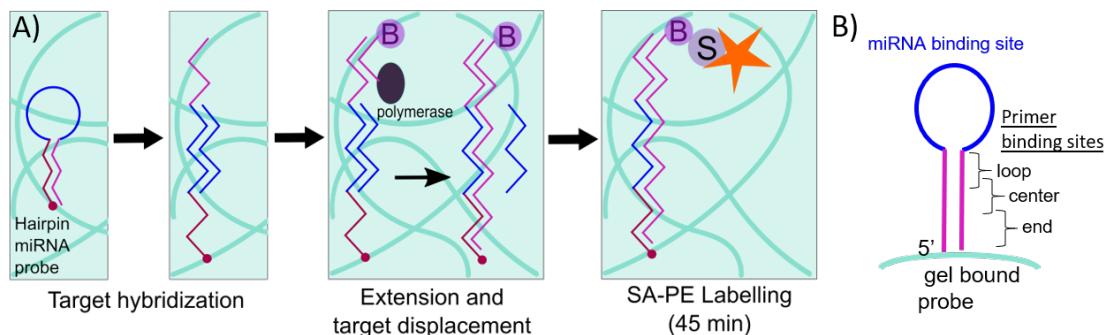 A)
Hairpin
miRNA
probe
Target hybridization
B
polymerase
B
Extension and
target displacement
B
S
SA-PE Labelling
(45 min)
B)
miRNA binding site
Primer
binding sites
loop
center
end
5'
gel bound
probe